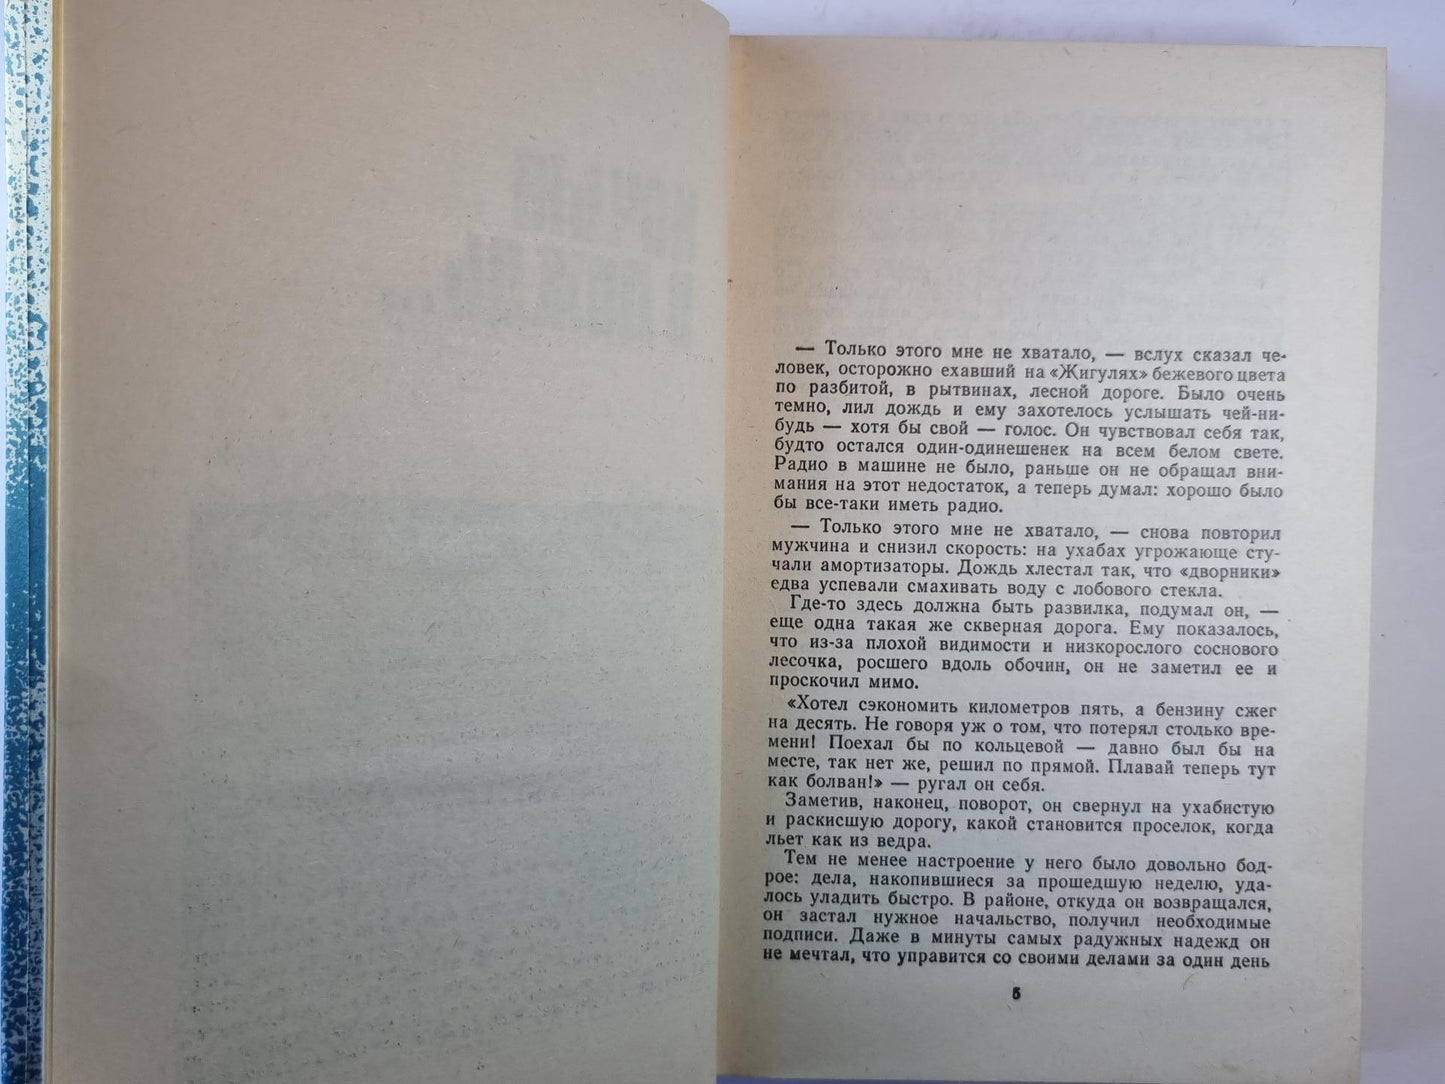 — Только этого мне не хватало, — вслух сказал че-
ловек, осторожно ехавший на «Жигулях» бежевого цвета
по разбитой, в рытвинах, лесной дороге. Было очень
темно, лил дождь и ему захотелось услышать чей-ни-
будь — хотя бы свой — голос. Он чувствовал себя так,
будто остался один-одинешенек на всем белом свете.
Радио в машине не было, раньше он не обращал вни-
мания на этот недостаток, а теперь думал: хорошо было
бы все-таки иметь радио.
— Только этого мне не хватало, — снова повторил
мужчина и снизил скорость: на ухабах угрожающе сту-
чали амортизаторы. Дождь хлестал так, что «дворники»
едва успевали смахивать воду с лобового стекла.
Где-то здесь должна быть развилка, подумал он, —
еще одна такая же скверная дорога. Ему показалось,
что из-за плохой видимости и низкорослого соснового
лесочка, росшего вдоль обочин, он не заметил ее и
проскочил мимо.
«Хотел сэкономить километров пять, а бензину сжег
на десять. Не говоря уж о том, что потерял столько вре-
мени! Поехал бы по кольцевой — давно был бы на
месте, так нет же, решил по прямой. Плавай теперь тут
как болван!» — ругал он себя.
Заметив, наконец, поворот, он свернул на ухабистую
и раскисшую дорогу, какой становится проселок, когда
льет как из ведра.
Тем не менее настроение у него было довольно бод-
рое: дела, накопившиеся за прошедшую неделю, уда-
лось уладить быстро. В районе, откуда он возвращался,
он застал нужное начальство, получил необходимые
подписи. Даже в минуты самых радужных надежд он
не мечтал, что управится со своими делами за один день
5